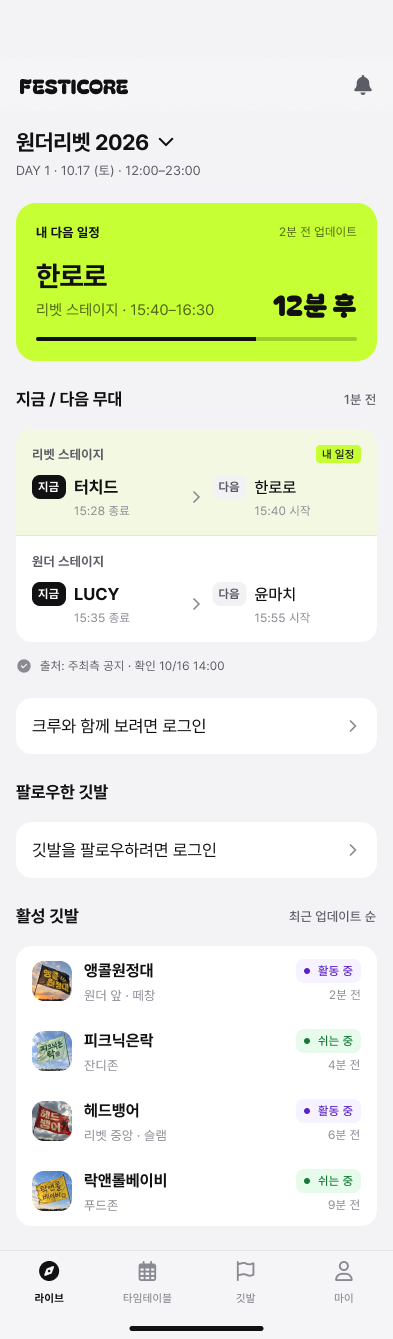 FESTICORE
원더리벳 2026
DAY 1 · 10.17 (토) · 12:00–23:00
내 다음 일정
2분 전 업데이트
한로로
리벳 스테이지 · 15:40–16:30
12분 후
지금 / 다음 무대
1분 전
리벳 스테이지
내 일정
지금 터치드
다음 한로로
15:28 종료
15:40 시작
원더 스테이지
지금 LUCY
다음 윤마치
15:35 종료
15:55 시작
출처: 주최측 공지 · 확인 10/16 14:00
크루와 함께 보려면 로그인
팔로우한 깃발
깃발을 팔로우하려면 로그인
활성 깃발
최근 업데이트 순
앵콜원정대
활동 중
원더 앞 · 떼창
2분 전
피크닉은락
쉬는 중
잔디존
4분 전
헤드뱅어
활동 중
리벳 중앙 · 슬램
6분 전
락앤롤베이비
쉬는 중
푸드존
9분 전
라이브
타임테이블
깃발
마이